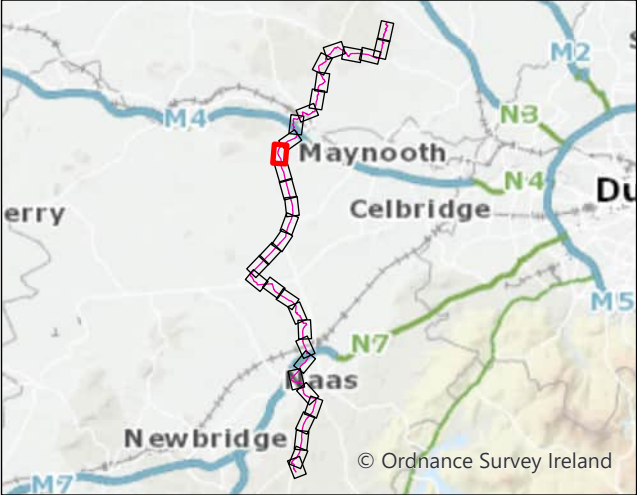 M2
N3
M4
Maynooth
N4
Du
erry
Celbridge
M5
N7
Naas
Newbridge
© Ordnance Survey Ireland
M7